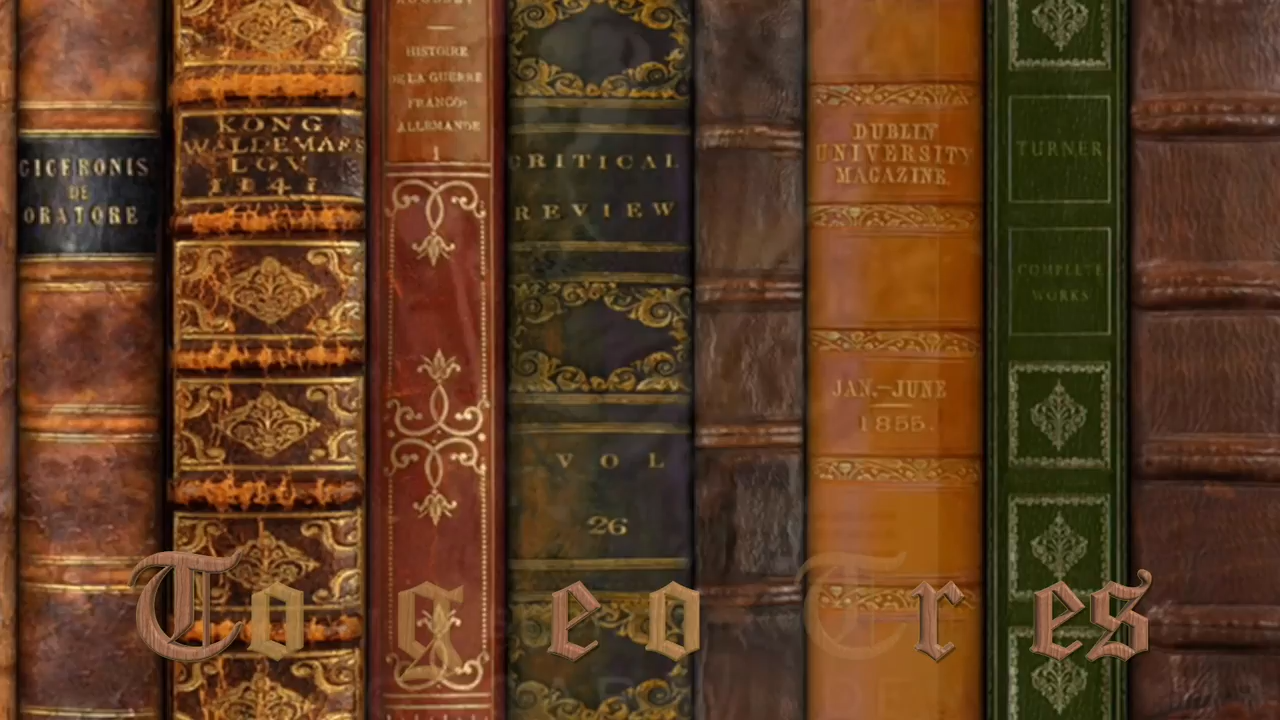 CICERONIS
DE
ORATORE
KONG
WALDEMARS
LOV
HISTOIRE
DE LA GUERRE
FRANCO-
ALLEMANDE
1
CRITICAL
REVIEW
VOL
26
DUBLIN
UNIVERSITY
MAGAZINE.
JAN.—JUNE
1855.
TURNER
COMPLETE
WORKS